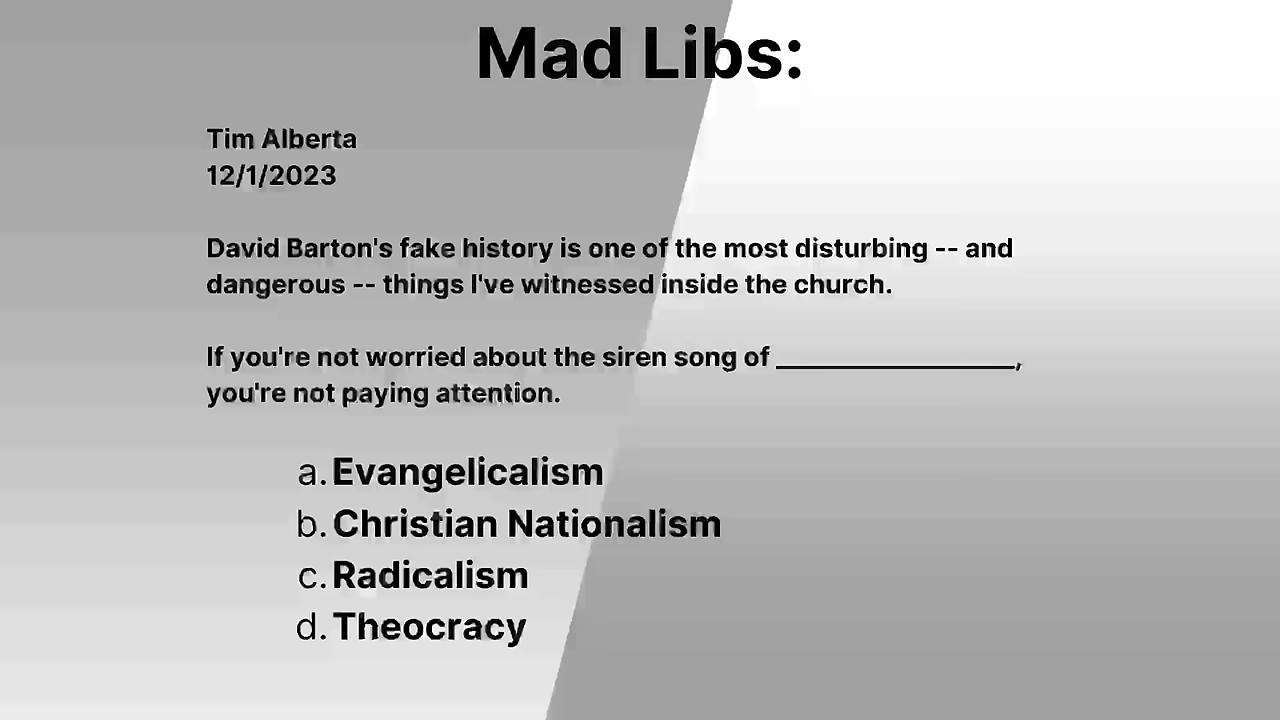 Mad Libs:
Tim Alberta
12/1/2023
David Barton's fake history is one of the most disturbing -- and
dangerous -- things I've witnessed inside the church.
If you're not worried about the siren song of _________________,
you're not paying attention.
a. Evangelicalism
b. Christian Nationalism
c. Radicalism
d. Theocracy